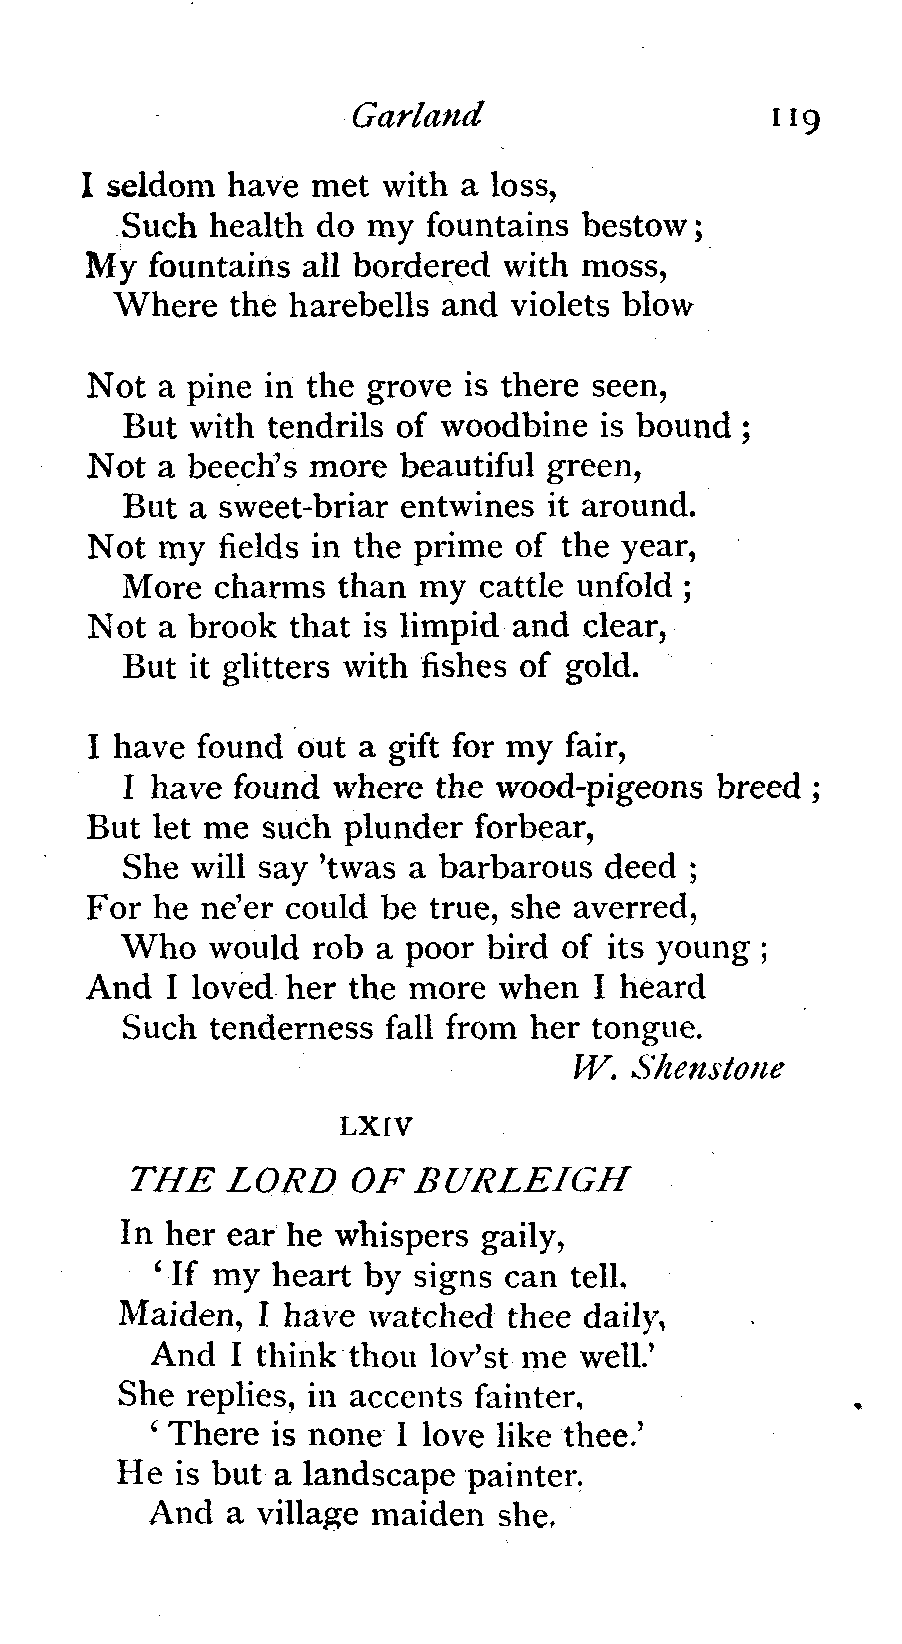 Garland 119
I seldom have met with a loss,
Such health do my fountains bestow;
My fountains all bordered with moss,
Where the harebells and violets blow
Not a pine in the grove is there seen,
But with tendrils of woodbine is bound ;
Not a beech's more beautiful green,
But a sweet-briar entwines it around.
Not my fields in the prime of the year,
More charms than my cattle unfold ;
Not a brook that is limpid and clear,
But it glitters with fishes of gold.
I have found out a gift for my fair,
I have found where the wood-pigeons breed ;
But let me such plunder forbear,
She will say 'twas a barbarous deed ;
For he ne'er could be true, she averred,
Who would rob a poor bird of its young ;
And I loved her the more when I heard
Such tenderness fall from her tongue.
W. Shenstone
LXIV
THE LORD OF BURLEIGH
In her ear he whispers gaily,
' If my heart by signs can tell,
Maiden, I have watched thee daily,
And I think thou lov'st me well.'
She replies, in accents fainter,
' There is none I love like thee.'
He is but a landscape painter,
And a village maiden she.